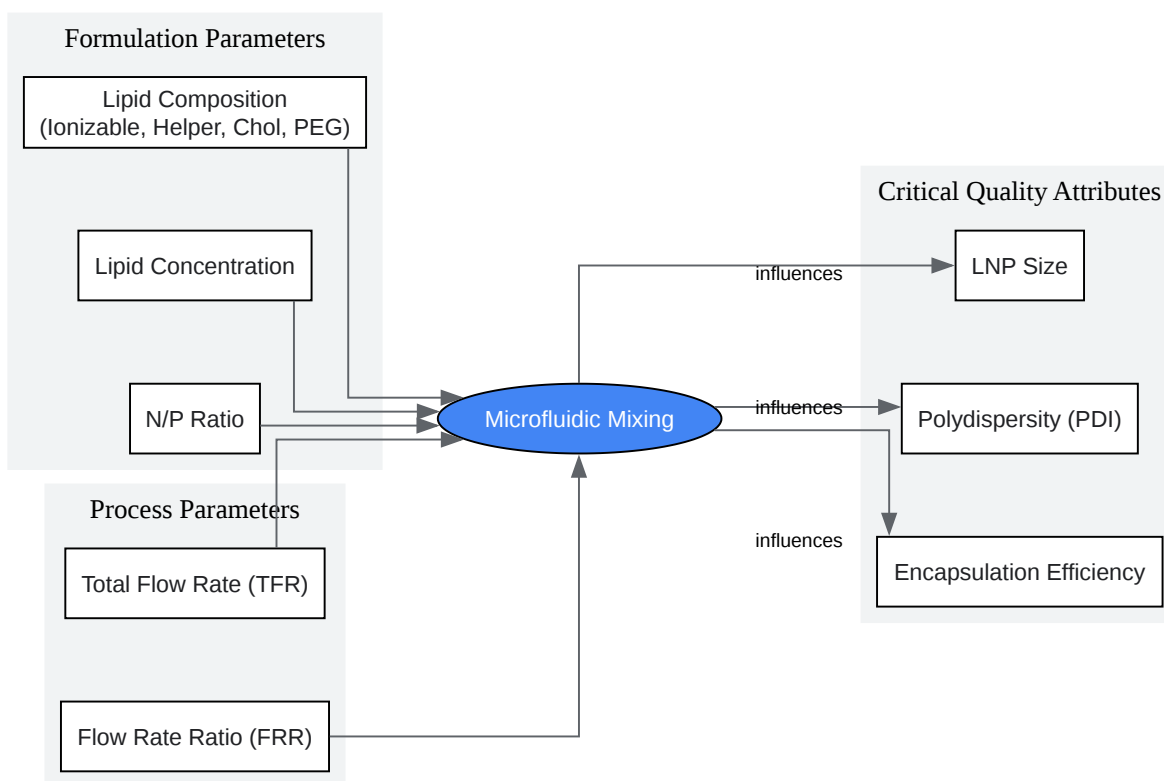 Formulation Parameters
Lipid Composition
(Ionizable, Helper, Chol, PEG)
Lipid Concentration
N/P Ratio
Process Parameters
Total Flow Rate (TFR)
Flow Rate Ratio (FRR)
Microfluidic Mixing
influences
influences
influences
Critical Quality Attributes
LNP Size
Polydispersity (PDI)
Encapsulation Efficiency